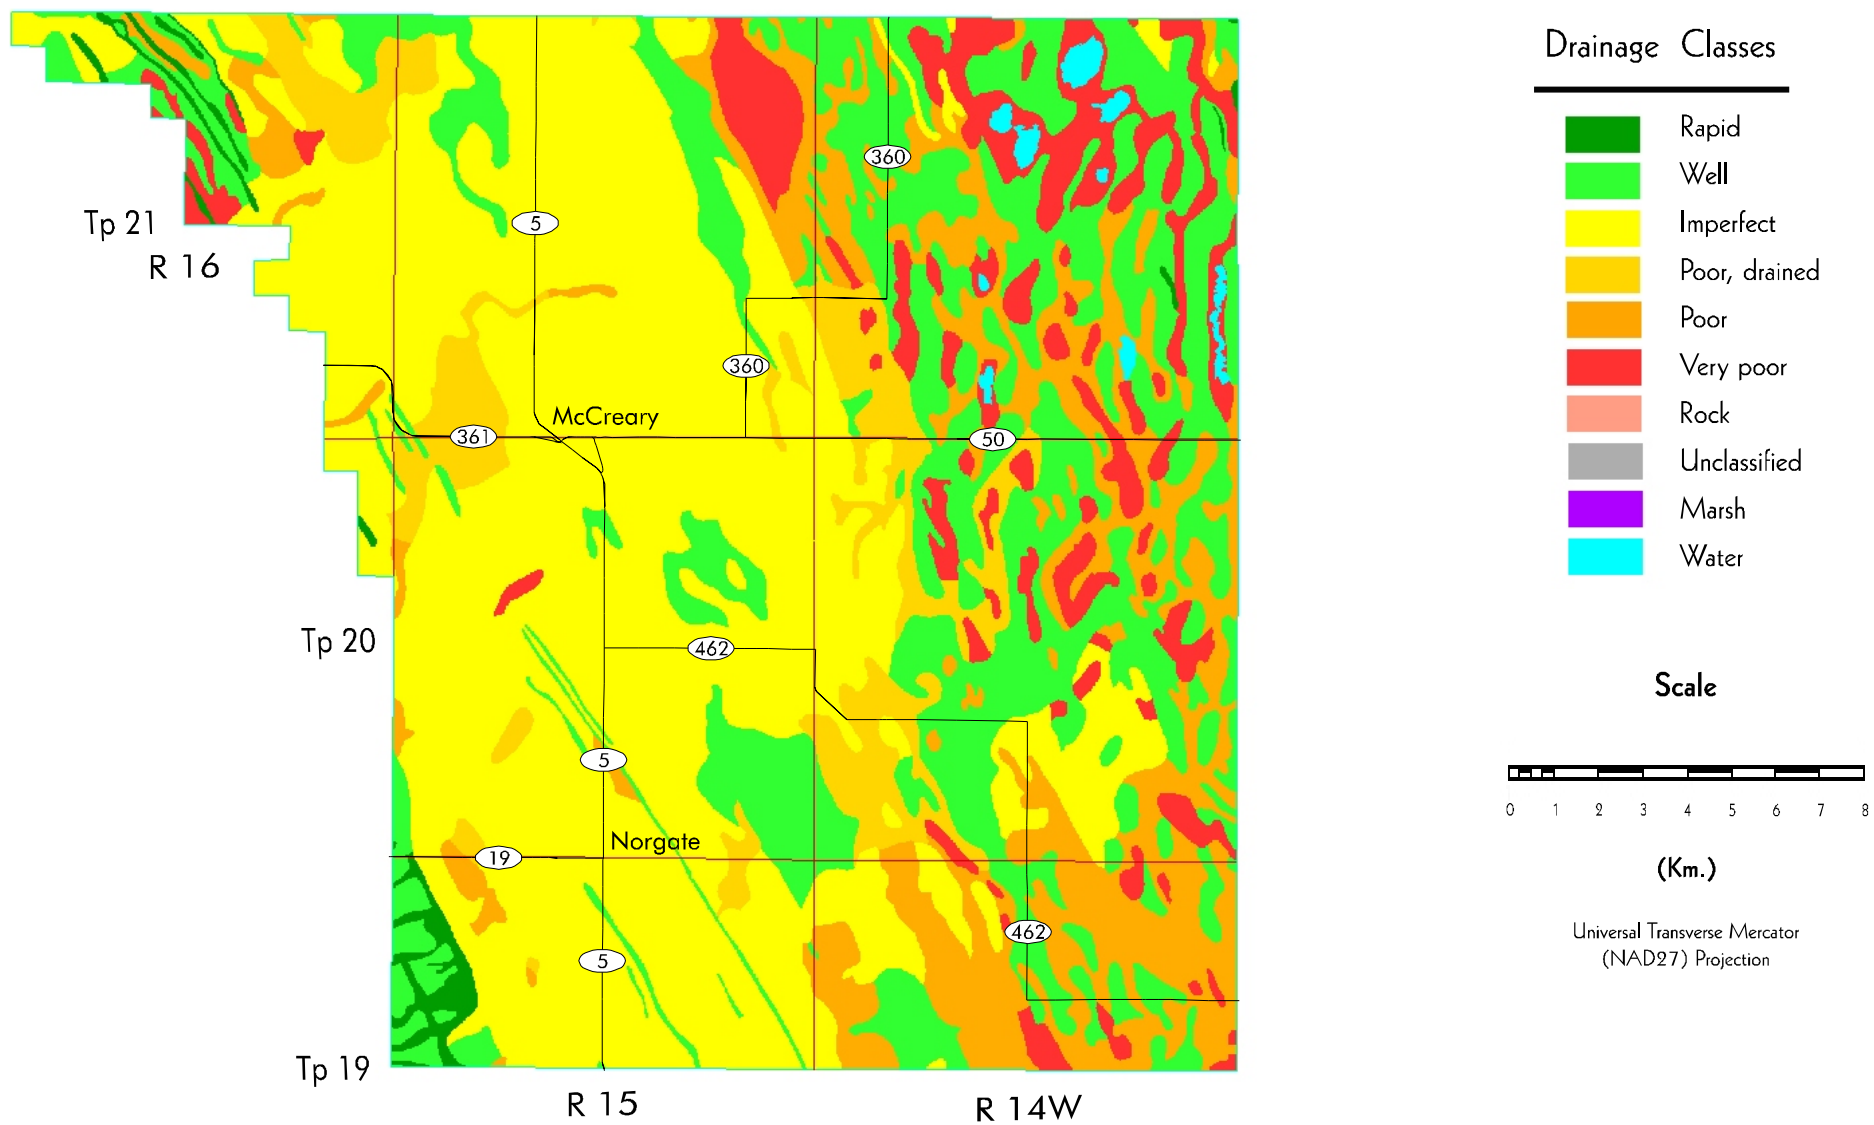 Drainage Classes
Rapid
Well
Imperfect
Poor, drained
Poor
Very poor
Rock
Unclassified
Marsh
Water
360
Tp 21
5
R 16
360
McCreary
361
50
Tp 20
462
5
Norgate
19
462
5
Tp 19
R 15
R 14W
Scale
0 1 2 3 4 5 6 7 8
(Km.)
Universal Transverse Mercator
(NAD27) Projection